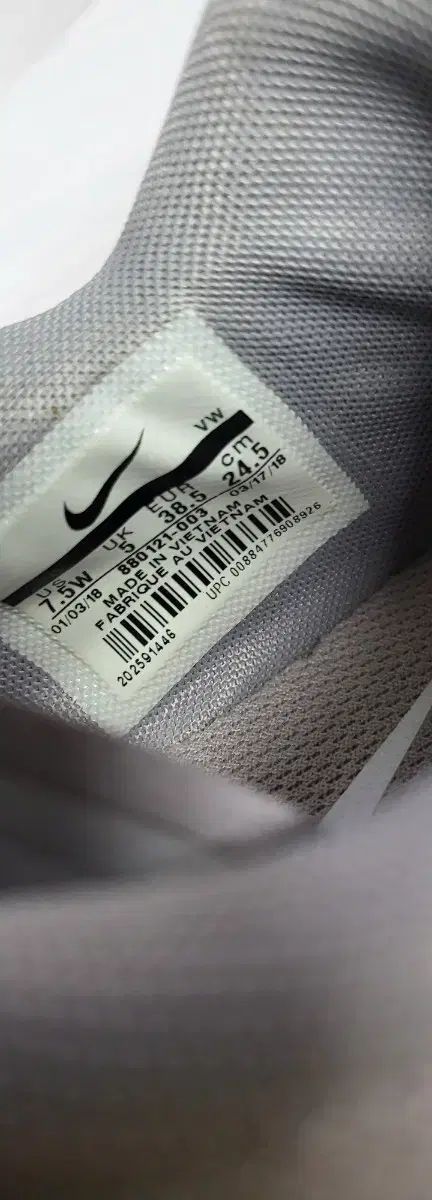 VW
US UK EUR cm
7.5W 5 38.5 24.5
01/03/18 880121-003 03/17/18
MADE IN VIETNAM
FABRIQUE AU VIETNAM
202591446 UPC 00884776908926